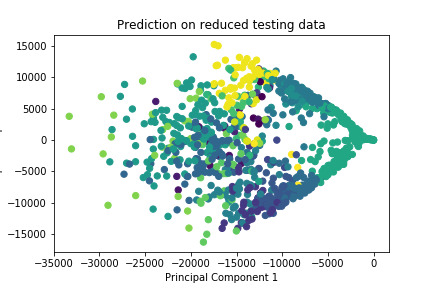 Prediction on reduced testing data
15000
10000
5000
0
−5000
−10000
−15000
−35000 −30000 −25000 −20000 −15000 −10000 −5000 0
Principal Component 1